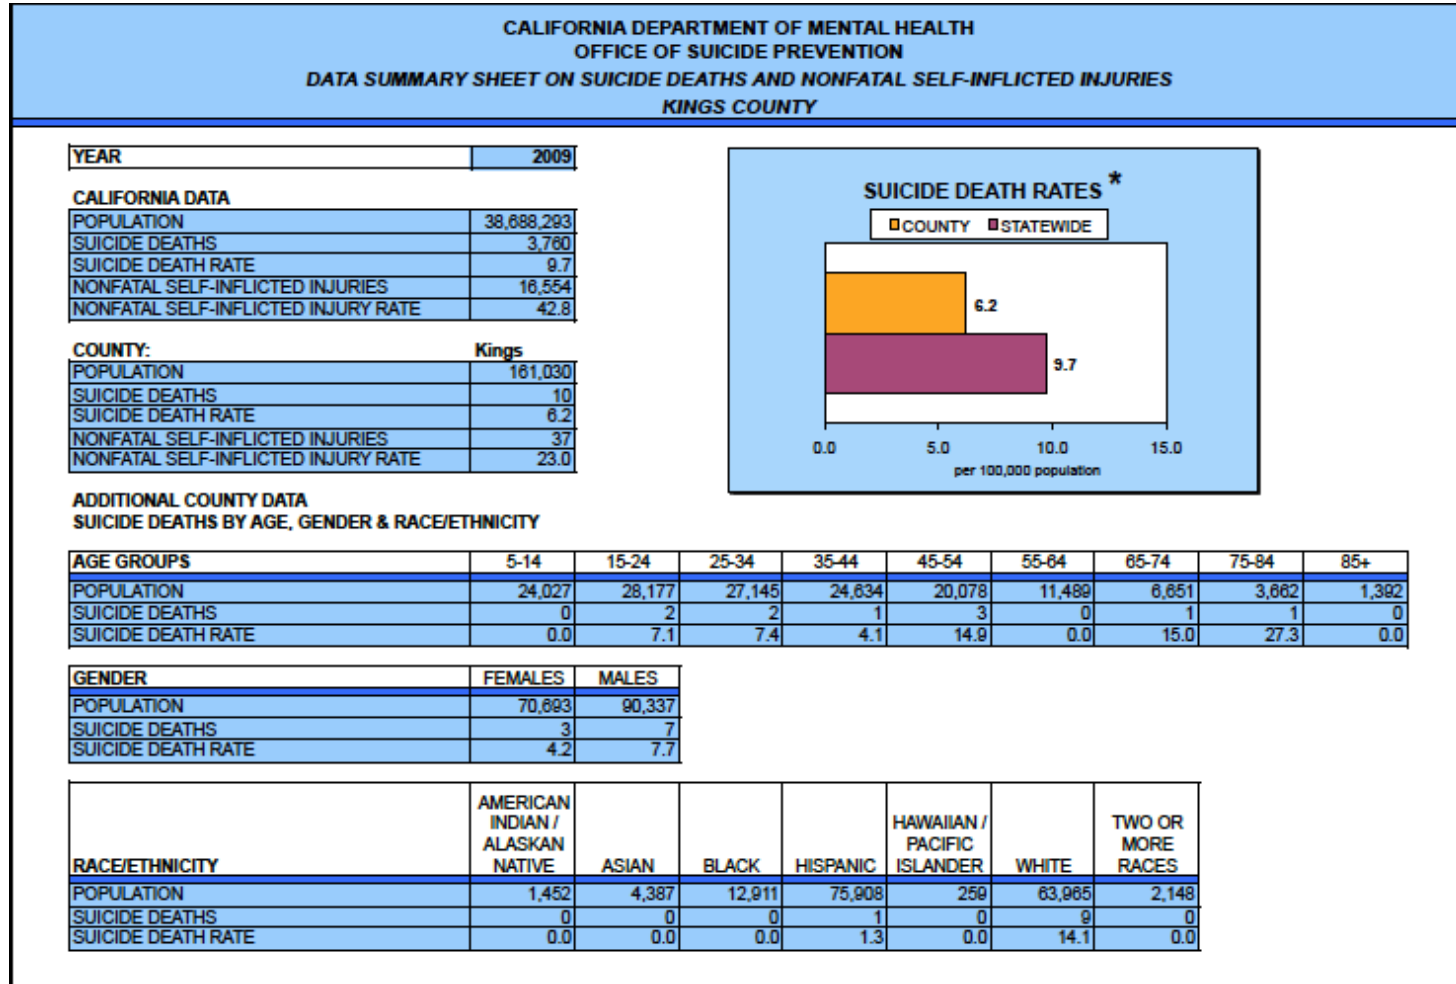 CALIFORNIA DEPARTMENT OF MENTAL HEALTH
OFFICE OF SUICIDE PREVENTION
DATA SUMMARY SHEET ON SUICIDE DEATHS AND NONFATAL SELF-INFLICTED INJURIES
KINGS COUNTY
YEAR 2009
CALIFORNIA DATA
POPULATION 38,688,293
SUICIDE DEATHS 3,760
SUICIDE DEATH RATE 9.7
NONFATAL SELF-INFLICTED INJURIES 16,554
NONFATAL SELF-INFLICTED INJURY RATE 42.8
COUNTY: Kings
POPULATION 161,030
SUICIDE DEATHS 10
SUICIDE DEATH RATE 6.2
NONFATAL SELF-INFLICTED INJURIES 37
NONFATAL SELF-INFLICTED INJURY RATE 23.0
SUICIDE DEATH RATES *
COUNTY STATEWIDE
6.2
9.7
0.0 5.0 10.0 15.0
per 100,000 population
ADDITIONAL COUNTY DATA
SUICIDE DEATHS BY AGE, GENDER & RACE/ETHNICITY
AGE GROUPS 5-14 15-24 25-34 35-44 45-54 55-64 65-74 75-84 85+
POPULATION 24,027 28,177 27,145 24,634 20,078 11,489 6,651 3,662 1,392
SUICIDE DEATHS 0 2 2 1 3 0 1 1 0
SUICIDE DEATH RATE 0.0 7.1 7.4 4.1 14.9 0.0 15.0 27.3 0.0
GENDER FEMALES MALES
POPULATION 70,693 90,337
SUICIDE DEATHS 3 7
SUICIDE DEATH RATE 4.2 7.7
AMERICAN
INDIAN / HAWAIIAN / TWO OR
ALASKAN PACIFIC MORE
RACE/ETHNICITY NATIVE ASIAN BLACK HISPANIC ISLANDER WHITE RACES
POPULATION 1,452 4,387 12,911 75,908 259 63,965 2,148
SUICIDE DEATHS 0 0 0 1 0 9 0
SUICIDE DEATH RATE 0.0 0.0 0.0 1.3 0.0 14.1 0.0